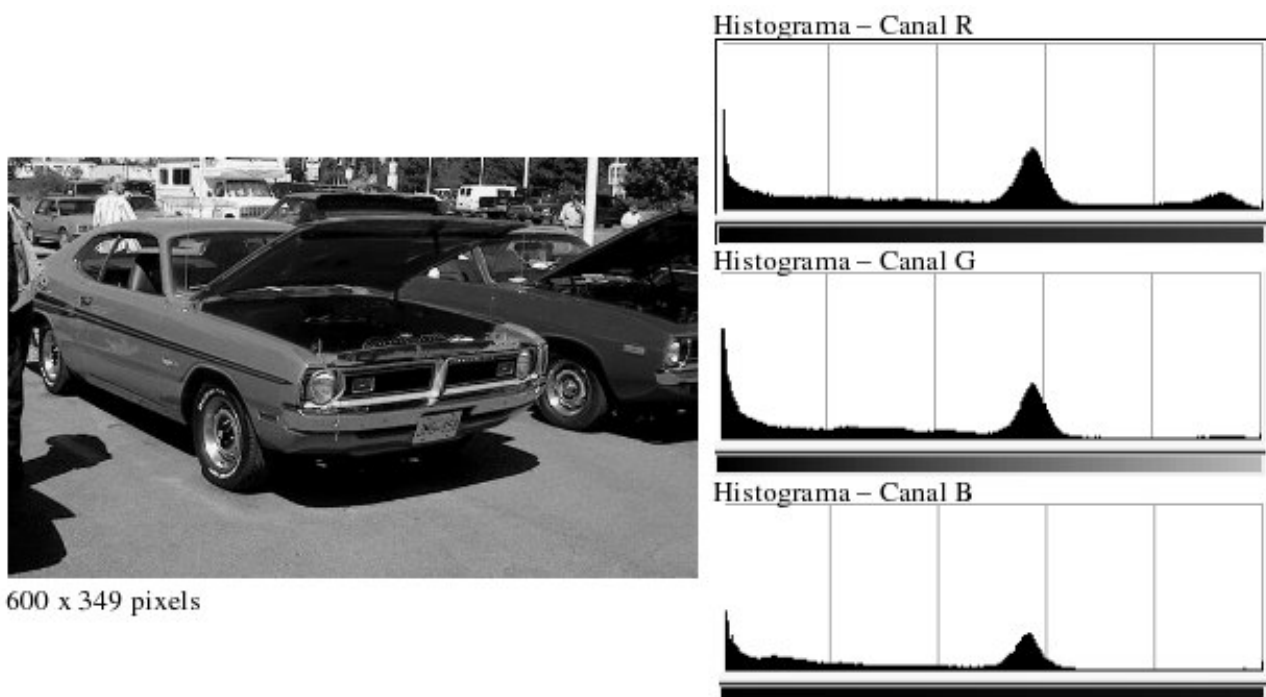 Histograma – Canal R
Histograma – Canal G
Histograma – Canal B
600 x 349 pixels